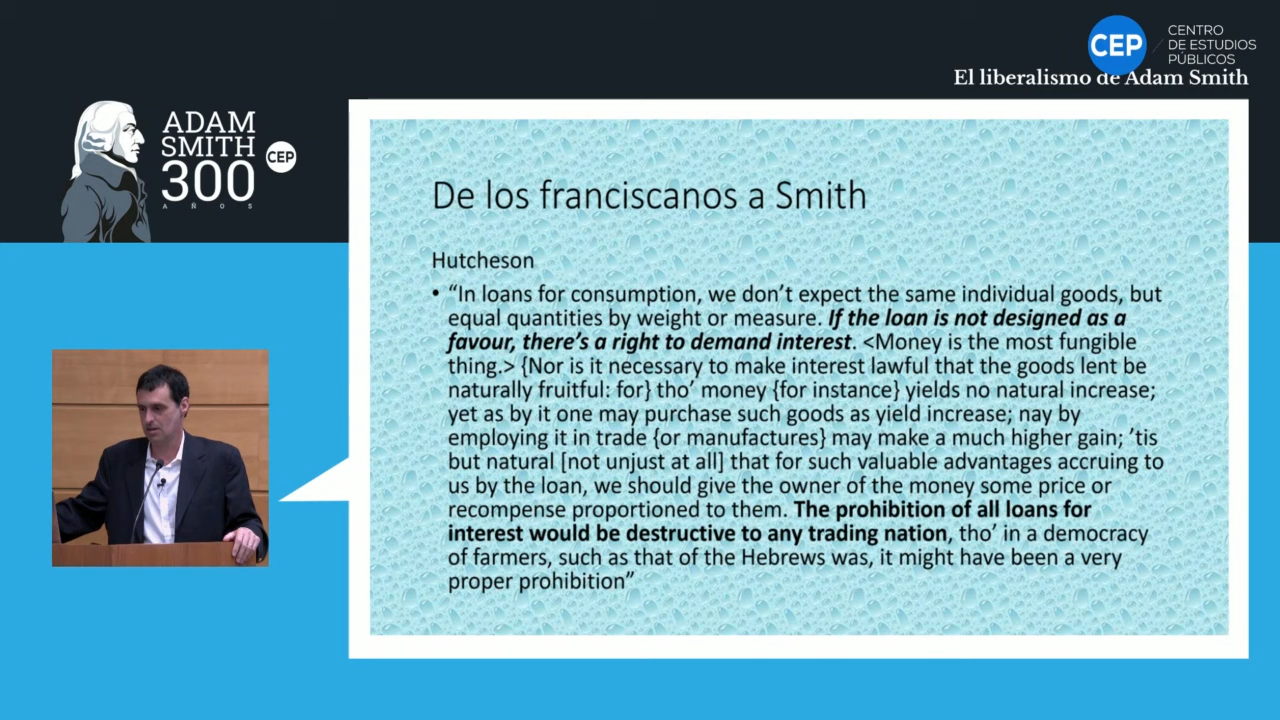 CEP
CENTRO
DE ESTUDIOS
PÚBLICOS
El liberalismo de Adam Smith
ADAM
SMITH
300
AÑOS
CEP
De los franciscanos a Smith
Hutcheson
• “In loans for consumption, we don’t expect the same individual goods, but
equal quantities by weight or measure. If the loan is not designed as a
favour, there’s a right to demand interest. <Money is the most fungible
thing.> {Nor is it necessary to make interest lawful that the goods lent be
naturally fruitful: for} tho’ money {for instance} yields no natural increase;
yet as by it one may purchase such goods as yield increase; nay by
employing it in trade {or manufactures} may make a much higher gain; ’tis
but natural [not unjust at all] that for such valuable advantages accruing to
us by the loan, we should give the owner of the money some price or
recompense proportioned to them. The prohibition of all loans for
interest would be destructive to any trading nation, tho’ in a democracy
of farmers, such as that of the Hebrews was, it might have been a very
proper prohibition”